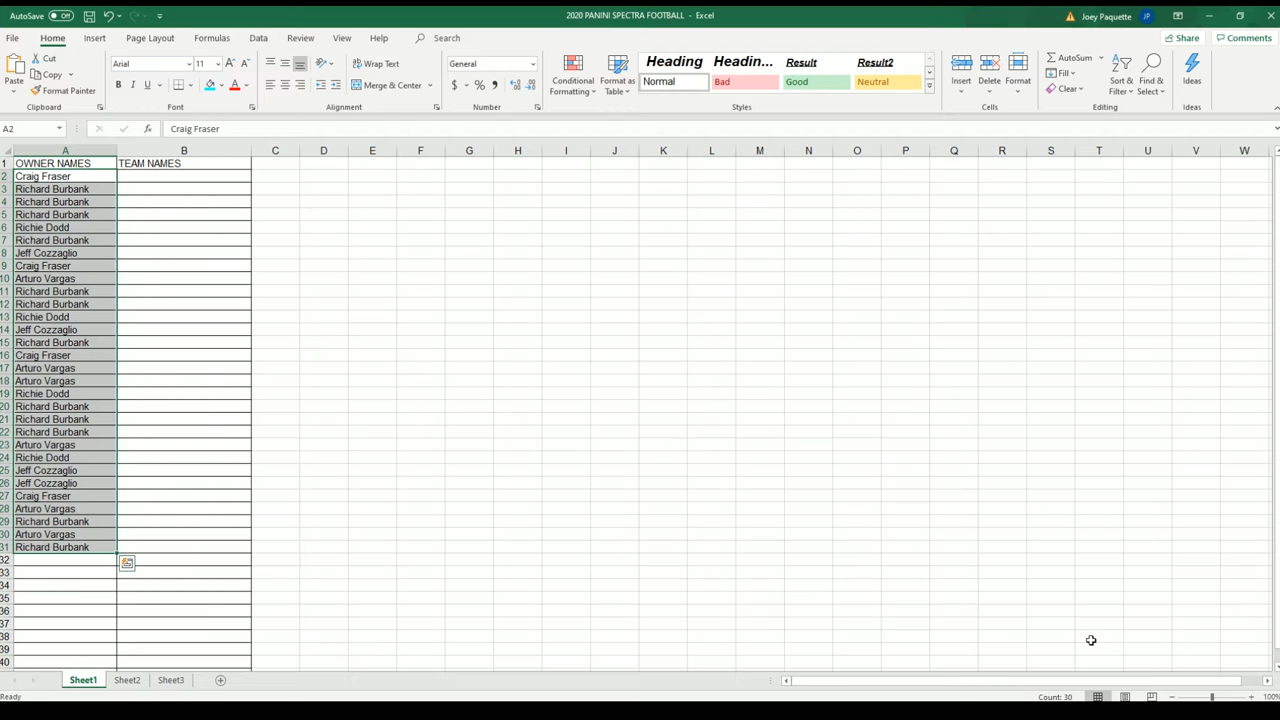 AutoSave Off 2020 PANINI SPECTRA FOOTBALL - Excel Joey Paquette JP
File Home Insert Page Layout Formulas Data Review View Help Search Share Comments
Paste Cut Copy Format Painter Clipboard
Arial 11 A A B I U A Font
Wrap Text Merge & Center Alignment
General $ % Number
Conditional Formatting Format as Table
Heading Headin... Result Result2
Normal Bad Good Neutral
Styles
Insert Delete Format Cells
AutoSum Fill Clear Sort & Filter Find & Select Editing
Ideas Ideas
A2 fx Craig Fraser
A B C D E F G H I J K L M N O P Q R S T U V W
1 OWNER NAMES TEAM NAMES
2 Craig Fraser
3 Richard Burbank
4 Richard Burbank
5 Richard Burbank
6 Richie Dodd
7 Richard Burbank
8 Jeff Cozzaglio
9 Craig Fraser
10 Arturo Vargas
11 Richard Burbank
12 Richard Burbank
13 Richie Dodd
14 Jeff Cozzaglio
15 Richard Burbank
16 Craig Fraser
17 Arturo Vargas
18 Arturo Vargas
19 Richie Dodd
20 Richard Burbank
21 Richard Burbank
22 Richard Burbank
23 Arturo Vargas
24 Richie Dodd
25 Jeff Cozzaglio
26 Jeff Cozzaglio
27 Craig Fraser
28 Arturo Vargas
29 Richard Burbank
30 Arturo Vargas
31 Richard Burbank
32
33
34
35
36
37
38
39
40
Sheet1 Sheet2 Sheet3
Ready Count: 30 100%